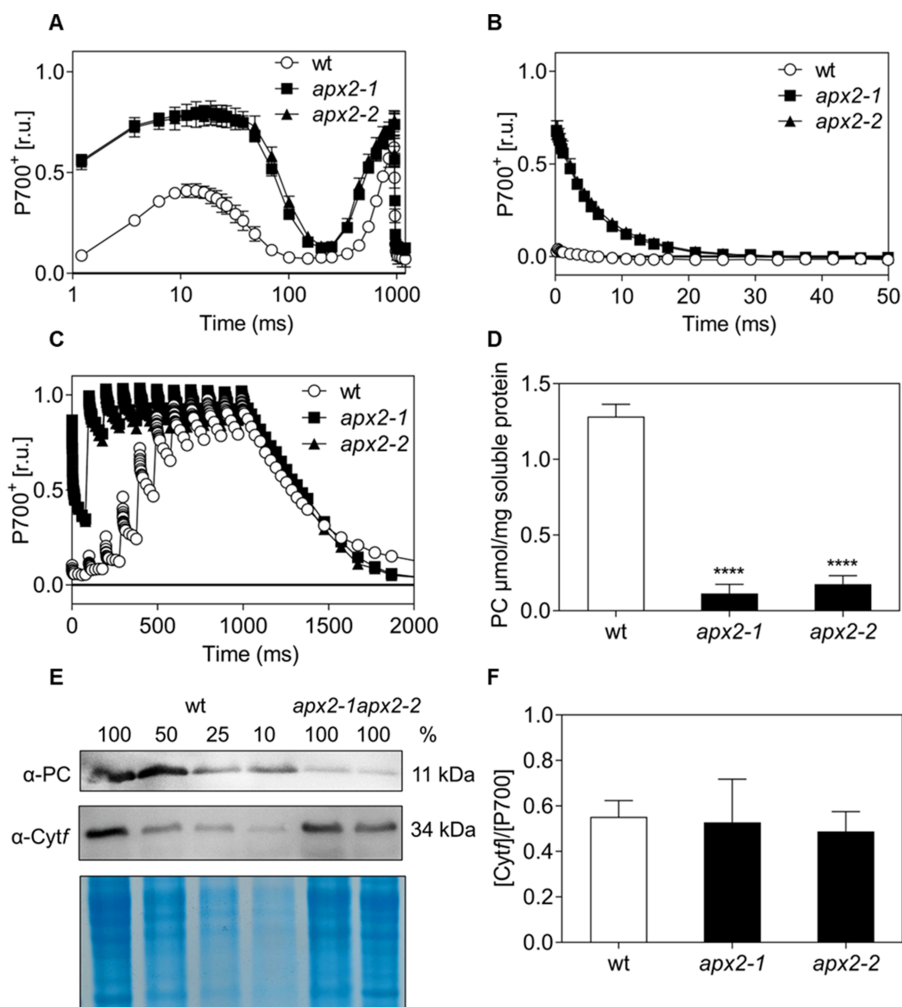 A
P700⁺ [r.u.]
1.0
0.5
0.0
1 10 100 1000
Time (ms)
wt
apx2-1
apx2-2
B
P700⁺ [r.u.]
1.0
0.5
0.0
0 10 20 30 40 50
Time (ms)
wt
apx2-1
apx2-2
C
P700⁺ [r.u.]
1.0
0.5
0.0
0 500 1000 1500 2000
Time (ms)
wt
apx2-1
apx2-2
D
PC µmol/mg soluble protein
1.5
1.0
0.5
0.0
**** ****
wt apx2-1 apx2-2
E
wt apx2-1apx2-2
100 50 25 10 100 100 %
α-PC 11 kDa
α-Cytf 34 kDa
F
[Cytf]/[P700]
1.0
0.8
0.6
0.4
0.2
0.0
wt apx2-1 apx2-2